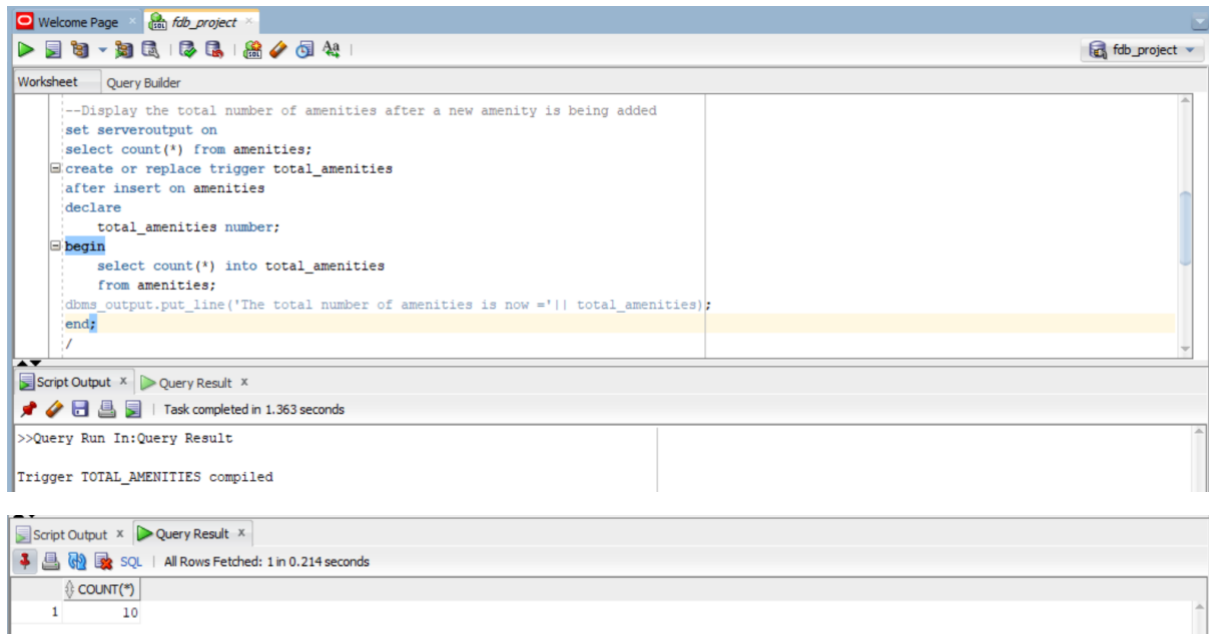 Welcome Page
fdb_project
fdb_project
Worksheet Query Builder
--Display the total number of amenities after a new amenity is being added
set serveroutput on
select count(*) from amenities;
create or replace trigger total_amenities
after insert on amenities
declare
total_amenities number;
begin
select count(*) into total_amenities
from amenities;
dbms_output.put_line('The total number of amenities is now ='|| total_amenities);
end;
/
Script Output x Query Result x
Task completed in 1.363 seconds
>>Query Run In:Query Result
Trigger TOTAL_AMENITIES compiled
Script Output x Query Result x
SQL | All Rows Fetched: 1 in 0.214 seconds
COUNT(*)
1 10